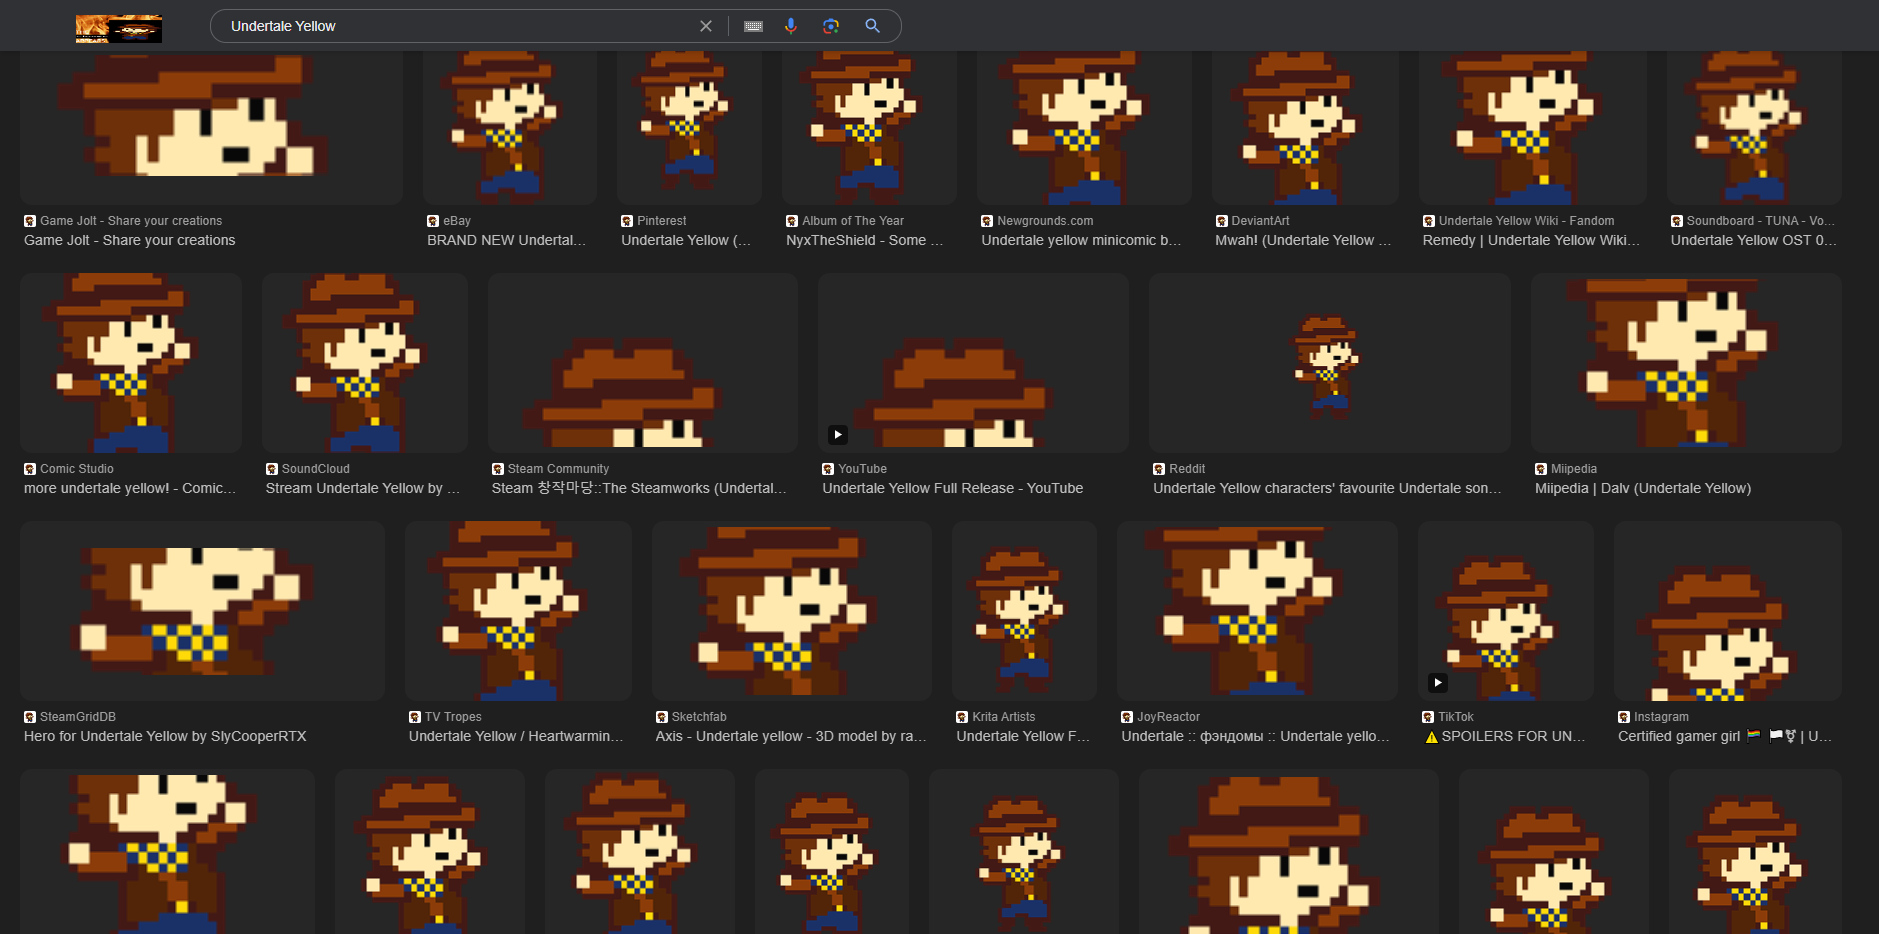 Undertale Yellow
Game Jolt - Share your creations
Game Jolt - Share your creations
eBay
BRAND NEW Undertal...
Pinterest
Undertale Yellow (...
Album of The Year
NyxTheShield - Some ...
Newgrounds.com
Undertale yellow minicomic b...
DeviantArt
Mwah! (Undertale Yellow ...
Undertale Yellow Wiki - Fandom
Remedy | Undertale Yellow Wiki...
Soundboard - TUNA - Vo...
Undertale Yellow OST 0...
Comic Studio
more undertale yellow! - Comic...
SoundCloud
Stream Undertale Yellow by ...
Steam Community
Steam 창작마당::The Steamworks (Undertal...
YouTube
Undertale Yellow Full Release - YouTube
Reddit
Undertale Yellow characters' favourite Undertale son...
Miipedia
Miipedia | Dalv (Undertale Yellow)
SteamGridDB
Hero for Undertale Yellow by SlyCooperRTX
TV Tropes
Undertale Yellow / Heartwarmin...
Sketchfab
Axis - Undertale yellow - 3D model by ra...
Krita Artists
Undertale Yellow F...
JoyReactor
Undertale :: фэндомы :: Undertale yello...
TikTok
⚠️SPOILERS FOR UN...
Instagram
Certified gamer girl 🏳️‍🌈 🏳️⚧ | U...